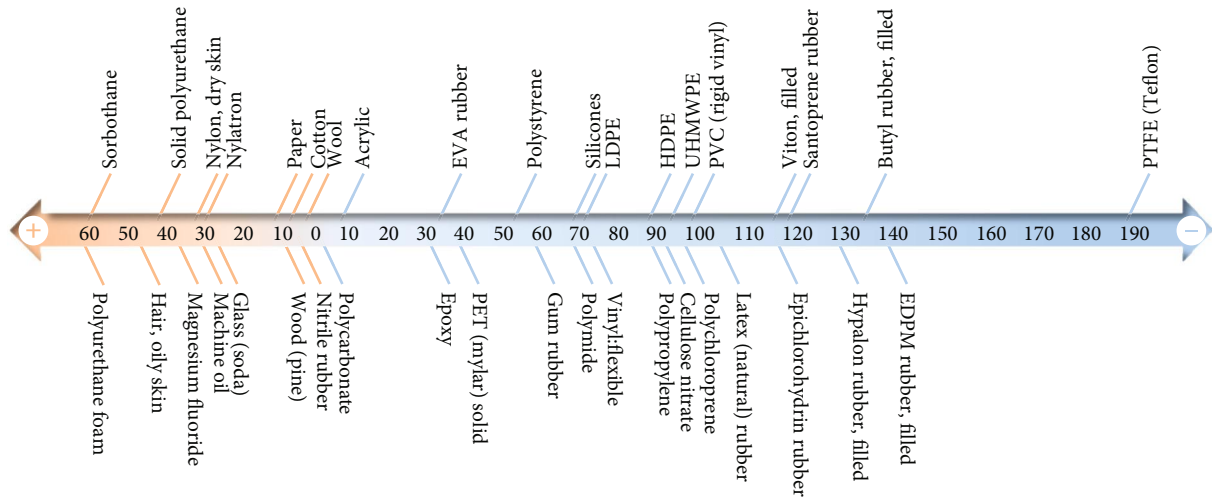 Sorbothane
Solid polyurethane
Nylon, dry skin
Nylatron
Paper
Cotton
Wool
Acrylic
EVA rubber
Polystyrene
Silicones
LDPE
HDPE
UHMWPE
PVC (rigid vinyl)
Viton, filled
Santoprene rubber
Butyl rubber, filled
PTFE (Teflon)
+ 60 50 40 30 20 10 0 10 20 30 40 50 60 70 80 90 100 110 120 130 140 150 160 170 180 190 −
Polyurethane foam
Hair, oily skin
Magnesium fluoride
Machine oil
Glass (soda)
Wood (pine)
Nitrile rubber
Polycarbonate
Epoxy
PET (mylar) solid
Gum rubber
Polymide
Vinyl:flexible
Polypropylene
Cellulose nitrate
Polychloroprene
Latex (natural) rubber
Epichlorohydrin rubber
Hypalon rubber, filled
EDPM rubber, filled